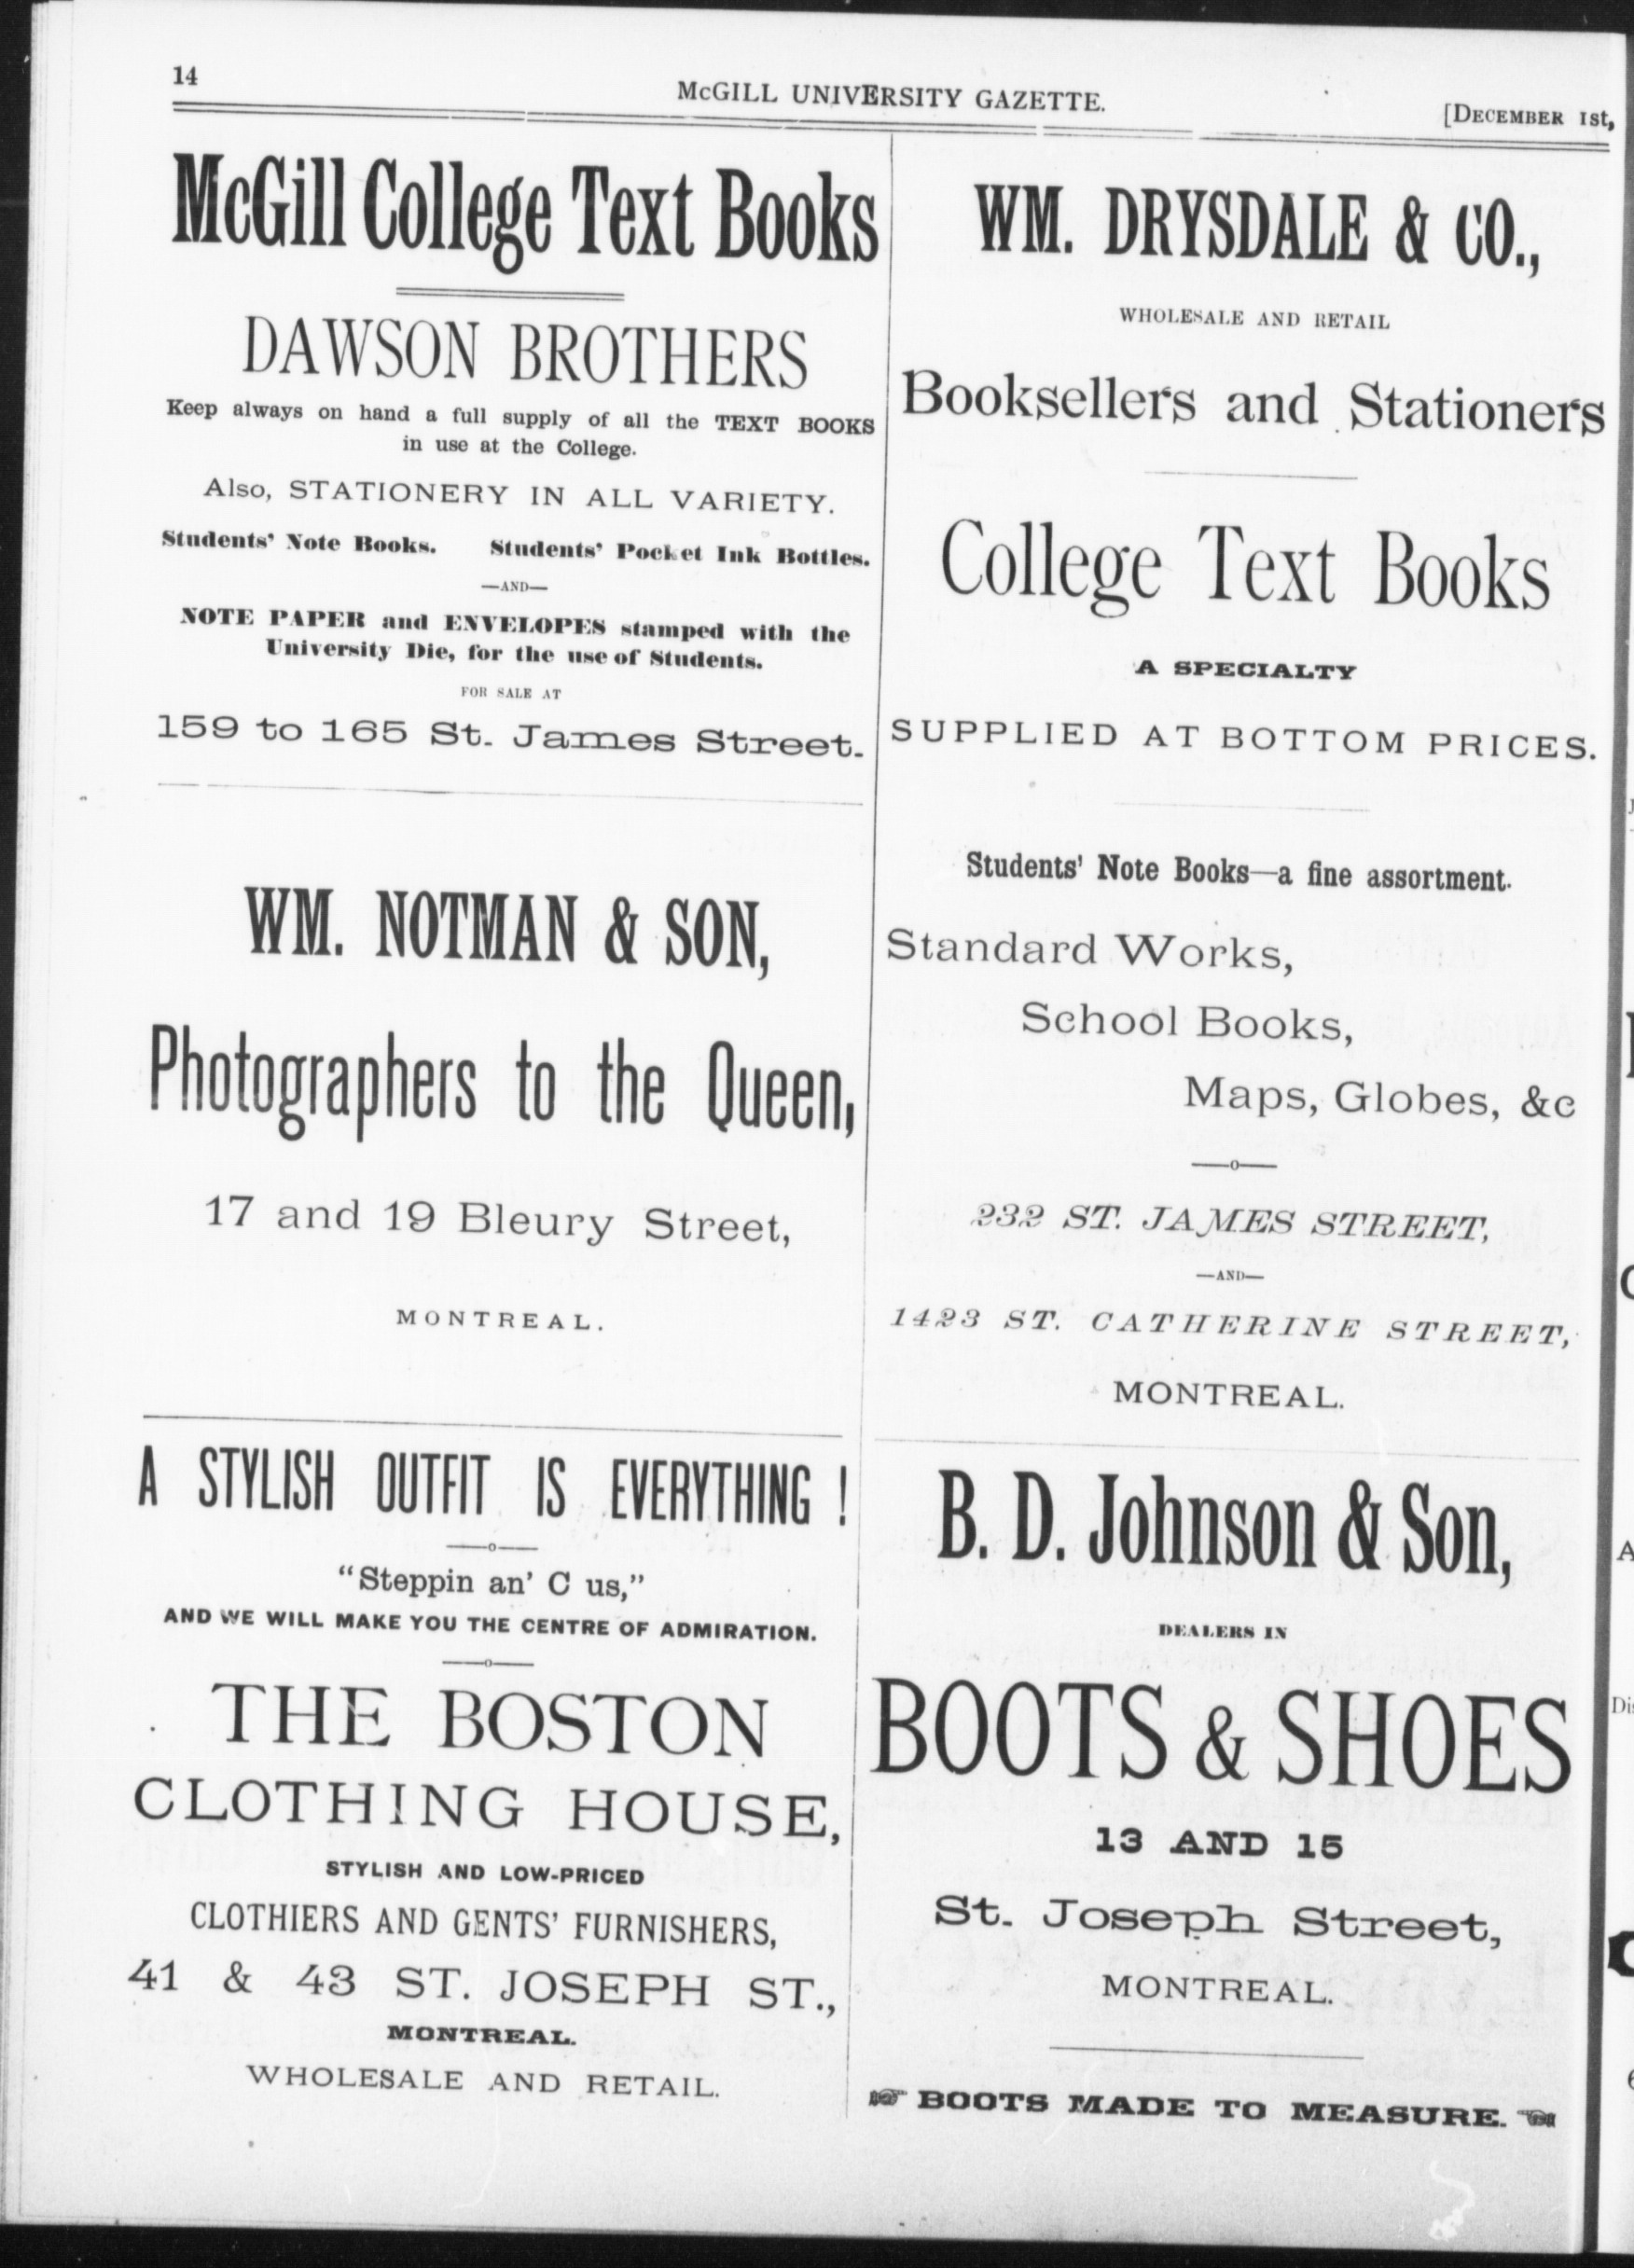 14
McGILL UNIVERSITY GAZETTE.
[DECEMBER 1st,
McGill College Text Books
DAWSON BROTHERS
Keep always on hand a full supply of all the TEXT BOOKS
in use at the College.
Also, STATIONERY IN ALL VARIETY.
Students' Note Books. Students' Pocket Ink Bottles.
—AND—
NOTE PAPER and ENVELOPES stamped with the
University Die, for the use of Students.
FOR SALE AT
159 to 165 St. James Street.
WM. NOTMAN & SON,
Photographers to the Queen,
17 and 19 Bleury Street,
MONTREAL.
A STYLISH OUTFIT IS EVERYTHING !
—o—
"Steppin an' C us,"
AND WE WILL MAKE YOU THE CENTRE OF ADMIRATION.
—o—
THE BOSTON
CLOTHING HOUSE,
STYLISH AND LOW-PRICED
CLOTHIERS AND GENTS' FURNISHERS,
41 & 43 ST. JOSEPH ST.,
MONTREAL.
WHOLESALE AND RETAIL.
WM. DRYSDALE & CO.,
WHOLESALE AND RETAIL
Booksellers and Stationers
College Text Books
A SPECIALTY
SUPPLIED AT BOTTOM PRICES.
Students' Note Books—a fine assortment.
Standard Works,
School Books,
Maps, Globes, &c
—o—
232 ST. JAMES STREET,
—AND—
1423 ST. CATHERINE STREET,
MONTREAL.
B. D. Johnson & Son,
DEALERS IN
BOOTS & SHOES
13 AND 15
St. Joseph Street,
MONTREAL.
☞ BOOTS MADE TO MEASURE. ☜